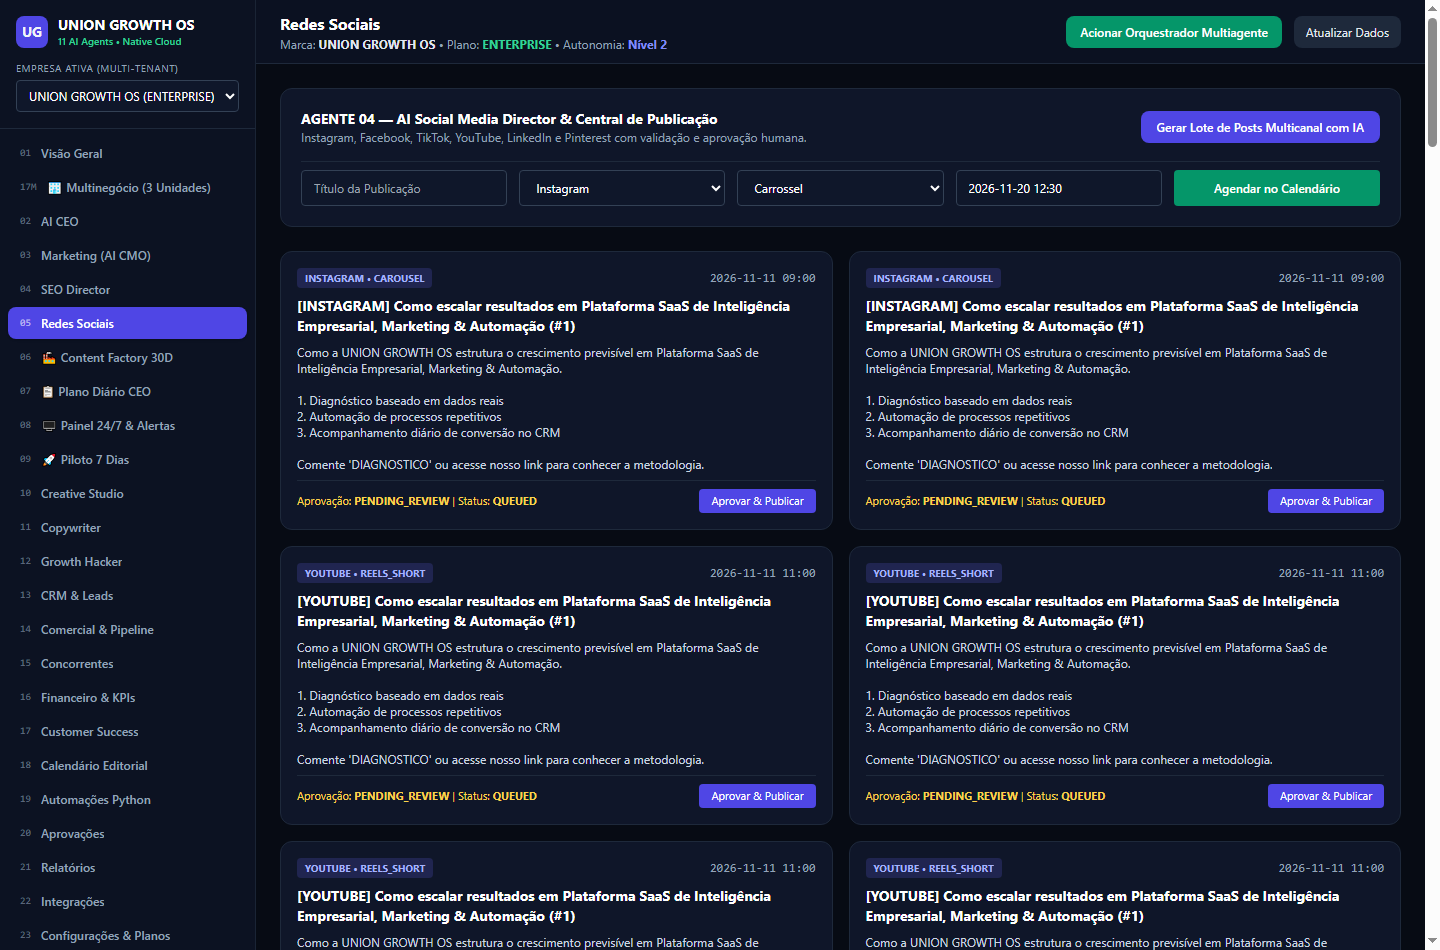 UG
UNION GROWTH OS
11 AI Agents • Native Cloud
EMPRESA ATIVA (MULTI-TENANT)
UNION GROWTH OS (ENTERPRISE)
01 Visão Geral
17M Multinegócio (3 Unidades)
02 AI CEO
03 Marketing (AI CMO)
04 SEO Director
05 Redes Sociais
06 Content Factory 30D
07 Plano Diário CEO
08 Painel 24/7 & Alertas
09 Piloto 7 Dias
10 Creative Studio
11 Copywriter
12 Growth Hacker
13 CRM & Leads
14 Comercial & Pipeline
15 Concorrentes
16 Financeiro & KPIs
17 Customer Success
18 Calendário Editorial
19 Automações Python
20 Aprovações
21 Relatórios
22 Integrações
23 Configurações & Planos
Redes Sociais
Marca: UNION GROWTH OS • Plano: ENTERPRISE • Autonomia: Nível 2
Acionar Orquestrador Multiagente
Atualizar Dados
AGENTE 04 — AI Social Media Director & Central de Publicação
Instagram, Facebook, TikTok, YouTube, LinkedIn e Pinterest com validação e aprovação humana.
Gerar Lote de Posts Multicanal com IA
Título da Publicação
Instagram
Carrossel
2026-11-20 12:30
Agendar no Calendário
INSTAGRAM • CAROUSEL
2026-11-11 09:00
[INSTAGRAM] Como escalar resultados em Plataforma SaaS de Inteligência
Empresarial, Marketing & Automação (#1)
Como a UNION GROWTH OS estrutura o crescimento previsível em Plataforma SaaS de
Inteligência Empresarial, Marketing & Automação.
1. Diagnóstico baseado em dados reais
2. Automação de processos repetitivos
3. Acompanhamento diário de conversão no CRM
Comente 'DIAGNOSTICO' ou acesse nosso link para conhecer a metodologia.
Aprovação: PENDING_REVIEW | Status: QUEUED
Aprovar & Publicar
INSTAGRAM • CAROUSEL
2026-11-11 09:00
[INSTAGRAM] Como escalar resultados em Plataforma SaaS de Inteligência
Empresarial, Marketing & Automação (#1)
Como a UNION GROWTH OS estrutura o crescimento previsível em Plataforma SaaS de
Inteligência Empresarial, Marketing & Automação.
1. Diagnóstico baseado em dados reais
2. Automação de processos repetitivos
3. Acompanhamento diário de conversão no CRM
Comente 'DIAGNOSTICO' ou acesse nosso link para conhecer a metodologia.
Aprovação: PENDING_REVIEW | Status: QUEUED
Aprovar & Publicar
YOUTUBE • REELS_SHORT
2026-11-11 11:00
[YOUTUBE] Como escalar resultados em Plataforma SaaS de Inteligência
Empresarial, Marketing & Automação (#1)
Como a UNION GROWTH OS estrutura o crescimento previsível em Plataforma SaaS de
Inteligência Empresarial, Marketing & Automação.
1. Diagnóstico baseado em dados reais
2. Automação de processos repetitivos
3. Acompanhamento diário de conversão no CRM
Comente 'DIAGNOSTICO' ou acesse nosso link para conhecer a metodologia.
Aprovação: PENDING_REVIEW | Status: QUEUED
Aprovar & Publicar
YOUTUBE • REELS_SHORT
2026-11-11 11:00
[YOUTUBE] Como escalar resultados em Plataforma SaaS de Inteligência
Empresarial, Marketing & Automação (#1)
Como a UNION GROWTH OS estrutura o crescimento previsível em Plataforma SaaS de
Inteligência Empresarial, Marketing & Automação.
1. Diagnóstico baseado em dados reais
2. Automação de processos repetitivos
3. Acompanhamento diário de conversão no CRM
Comente 'DIAGNOSTICO' ou acesse nosso link para conhecer a metodologia.
Aprovação: PENDING_REVIEW | Status: QUEUED
Aprovar & Publicar
YOUTUBE • REELS_SHORT
2026-11-11 11:00
[YOUTUBE] Como escalar resultados em Plataforma SaaS de Inteligência
Empresarial, Marketing & Automação (#1)
Como a UNION GROWTH OS estrutura o crescimento previsível em Plataforma SaaS de
YOUTUBE • REELS_SHORT
2026-11-11 11:00
[YOUTUBE] Como escalar resultados em Plataforma SaaS de Inteligência
Empresarial, Marketing & Automação (#1)
Como a UNION GROWTH OS estrutura o crescimento previsível em Plataforma SaaS de